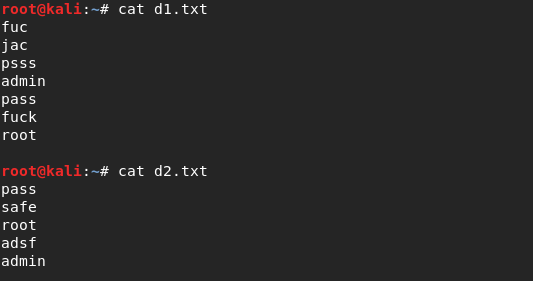 root@kali:~# cat d1.txt
fuc
jac
psss
admin
pass
fuck
root
root@kali:~# cat d2.txt
pass
safe
root
adsf
admin